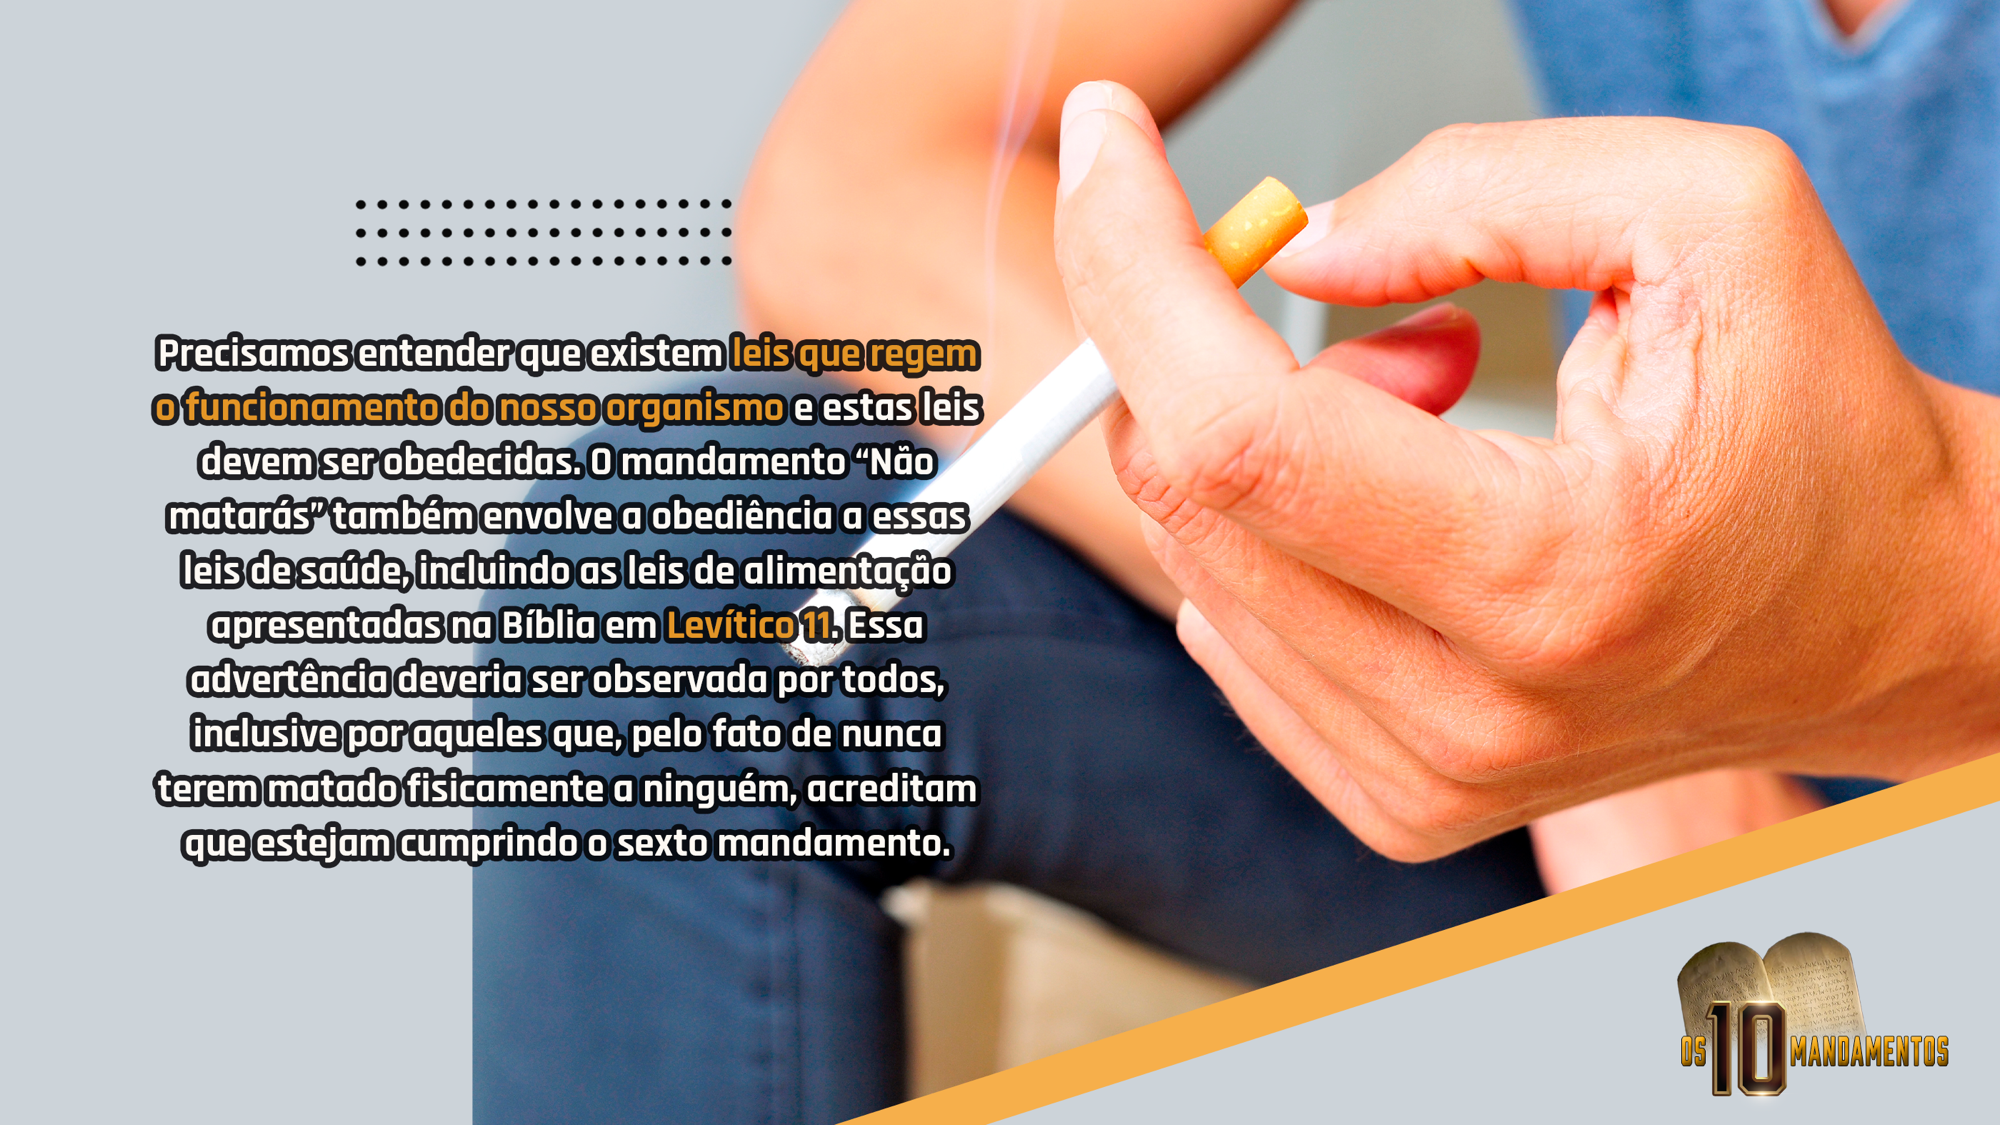 Precisamos entender que existem leis que regem
o funcionamento do nosso organismo e estas leis
devem ser obedecidas. O mandamento “Não
matarás” também envolve a obediência a essas
leis de saúde, incluindo as leis de alimentação
apresentadas na Bíblia em Levítico 11. Essa
advertência deveria ser observada por todos,
inclusive por aqueles que, pelo fato de nunca
terem matado fisicamente a ninguém, acreditam
que estejam cumprindo o sexto mandamento.
OS 10 MANDAMENTOS